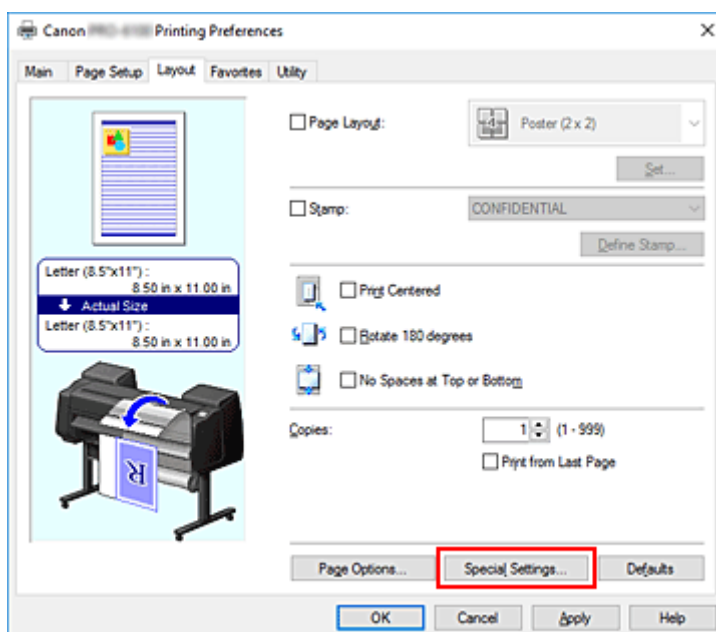 Canon Printing Preferences
Main Page Setup Layout Favorites Utility
Page Layout:
Poster (2 x 2)
Set...
Stamp:
CONFIDENTIAL
Define Stamp...
Letter (8.5"x11") :
8.50 in x 11.00 in
Actual Size
Letter (8.5"x11") :
8.50 in x 11.00 in
Print Centered
Rotate 180 degrees
No Spaces at Top or Bottom
Copies:
1 (1 - 999)
Print from Last Page
R
Page Options... Special Settings... Defaults
OK Cancel Apply Help